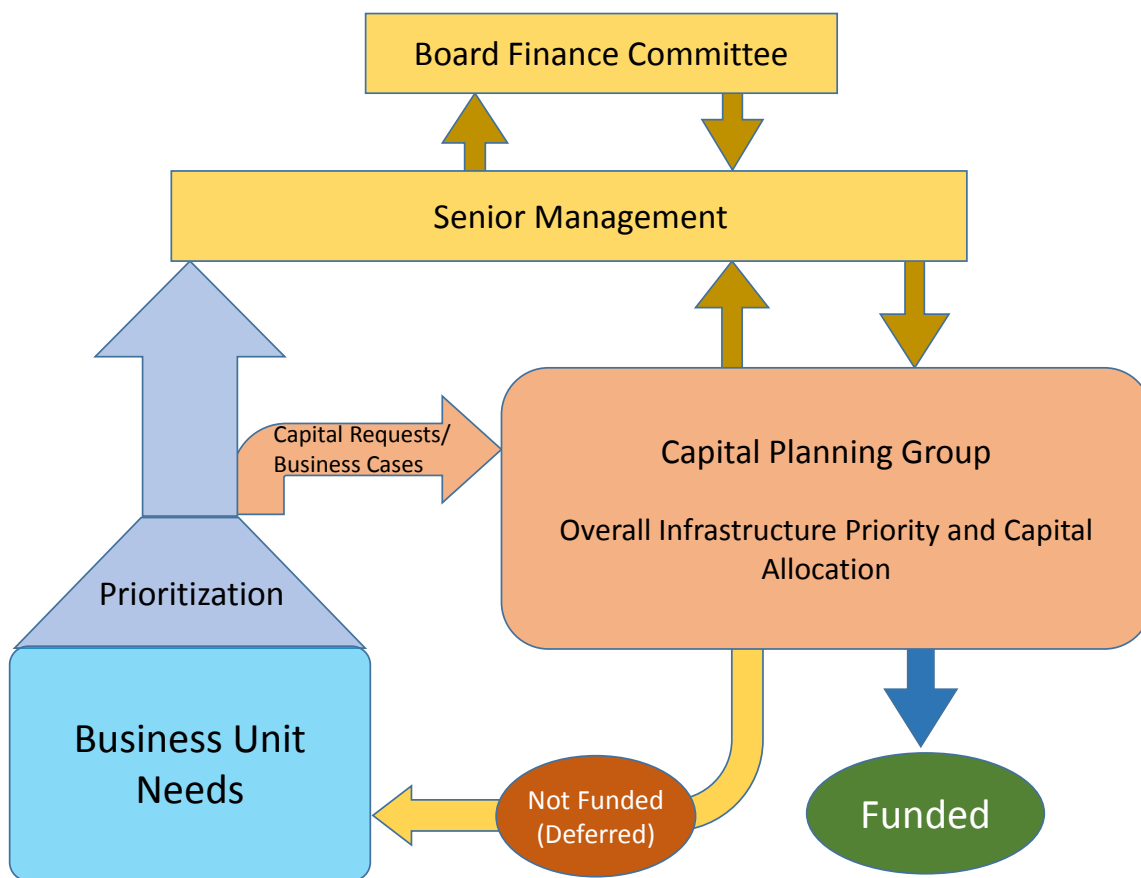 Board Finance Committee
Senior Management
Capital Requests/
Business Cases
Capital Planning Group
Overall Infrastructure Priority and Capital
Allocation
Prioritization
Business Unit
Needs
Not Funded
(Deferred)
Funded